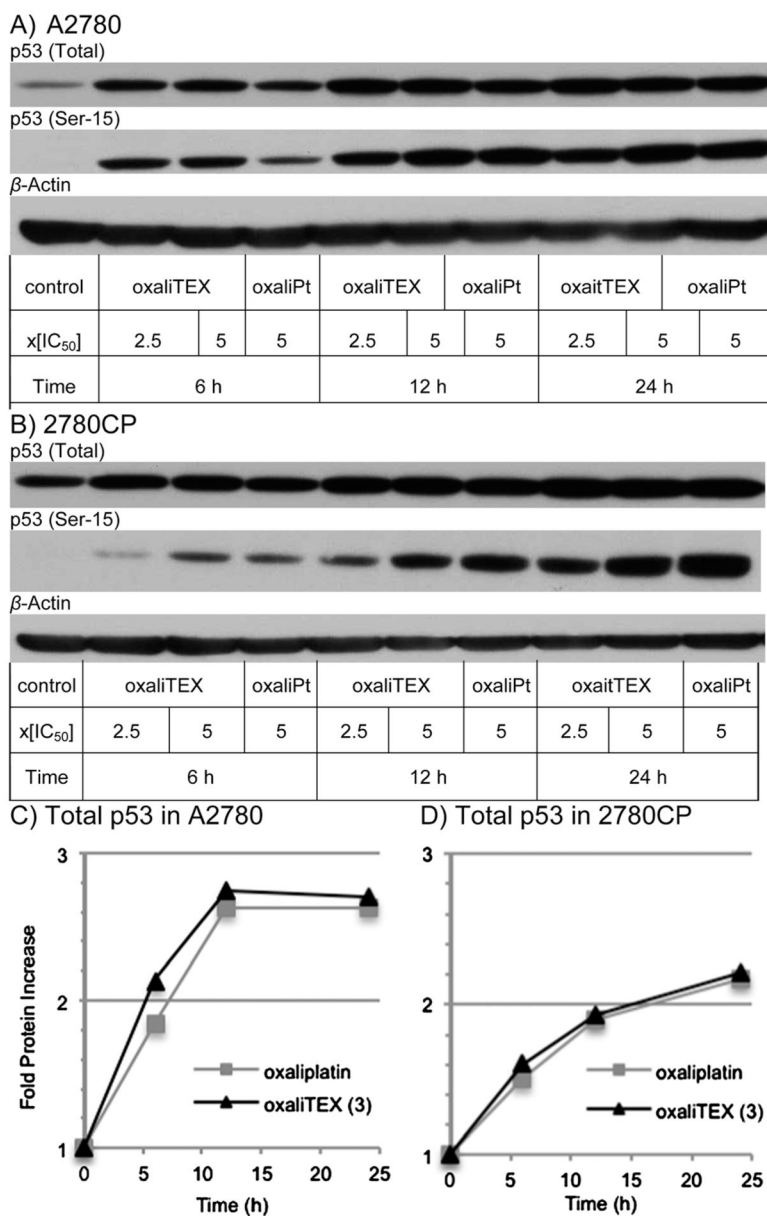 A) A2780
p53 (Total)
p53 (Ser-15)
β-Actin
control oxaliTEX oxaliPt oxaliTEX oxaliPt oxaitTEX oxaliPt
x[IC₅₀] 2.5 5 5 2.5 5 5 2.5 5 5
Time 6 h 12 h 24 h
B) 2780CP
p53 (Total)
p53 (Ser-15)
β-Actin
control oxaliTEX oxaliPt oxaliTEX oxaliPt oxaitTEX oxaliPt
x[IC₅₀] 2.5 5 5 2.5 5 5 2.5 5 5
Time 6 h 12 h 24 h
C) Total p53 in A2780
3
2
1
Fold Protein Increase
oxaliplatin
oxaliTEX (3)
0 5 10 15 20 25
Time (h)
D) Total p53 in 2780CP
3
2
1
oxaliplatin
oxaliTEX (3)
0 5 10 15 20 25
Time (h)